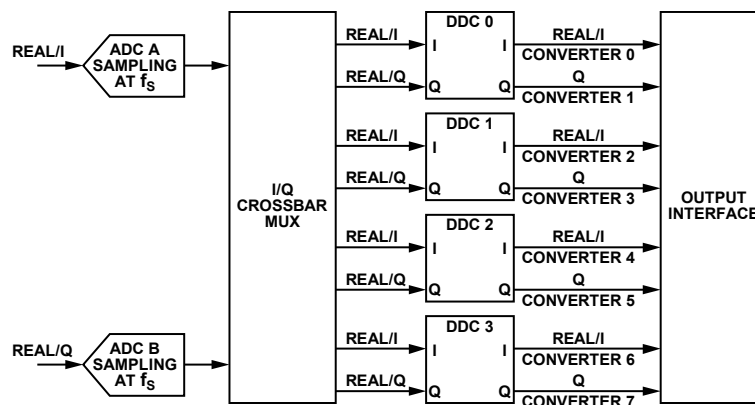 REAL/I
ADC A
SAMPLING
AT fS
REAL/Q
ADC B
SAMPLING
AT fS
I/Q
CROSSBAR
MUX
REAL/I
REAL/Q
DDC 0
I
I
Q
Q
REAL/I
CONVERTER 0
Q
CONVERTER 1
REAL/I
REAL/Q
DDC 1
I
I
Q
Q
REAL/I
CONVERTER 2
Q
CONVERTER 3
REAL/I
REAL/Q
DDC 2
I
I
Q
Q
REAL/I
CONVERTER 4
Q
CONVERTER 5
REAL/I
REAL/Q
DDC 3
I
I
Q
Q
REAL/I
CONVERTER 6
Q
CONVERTER 7
OUTPUT
INTERFACE